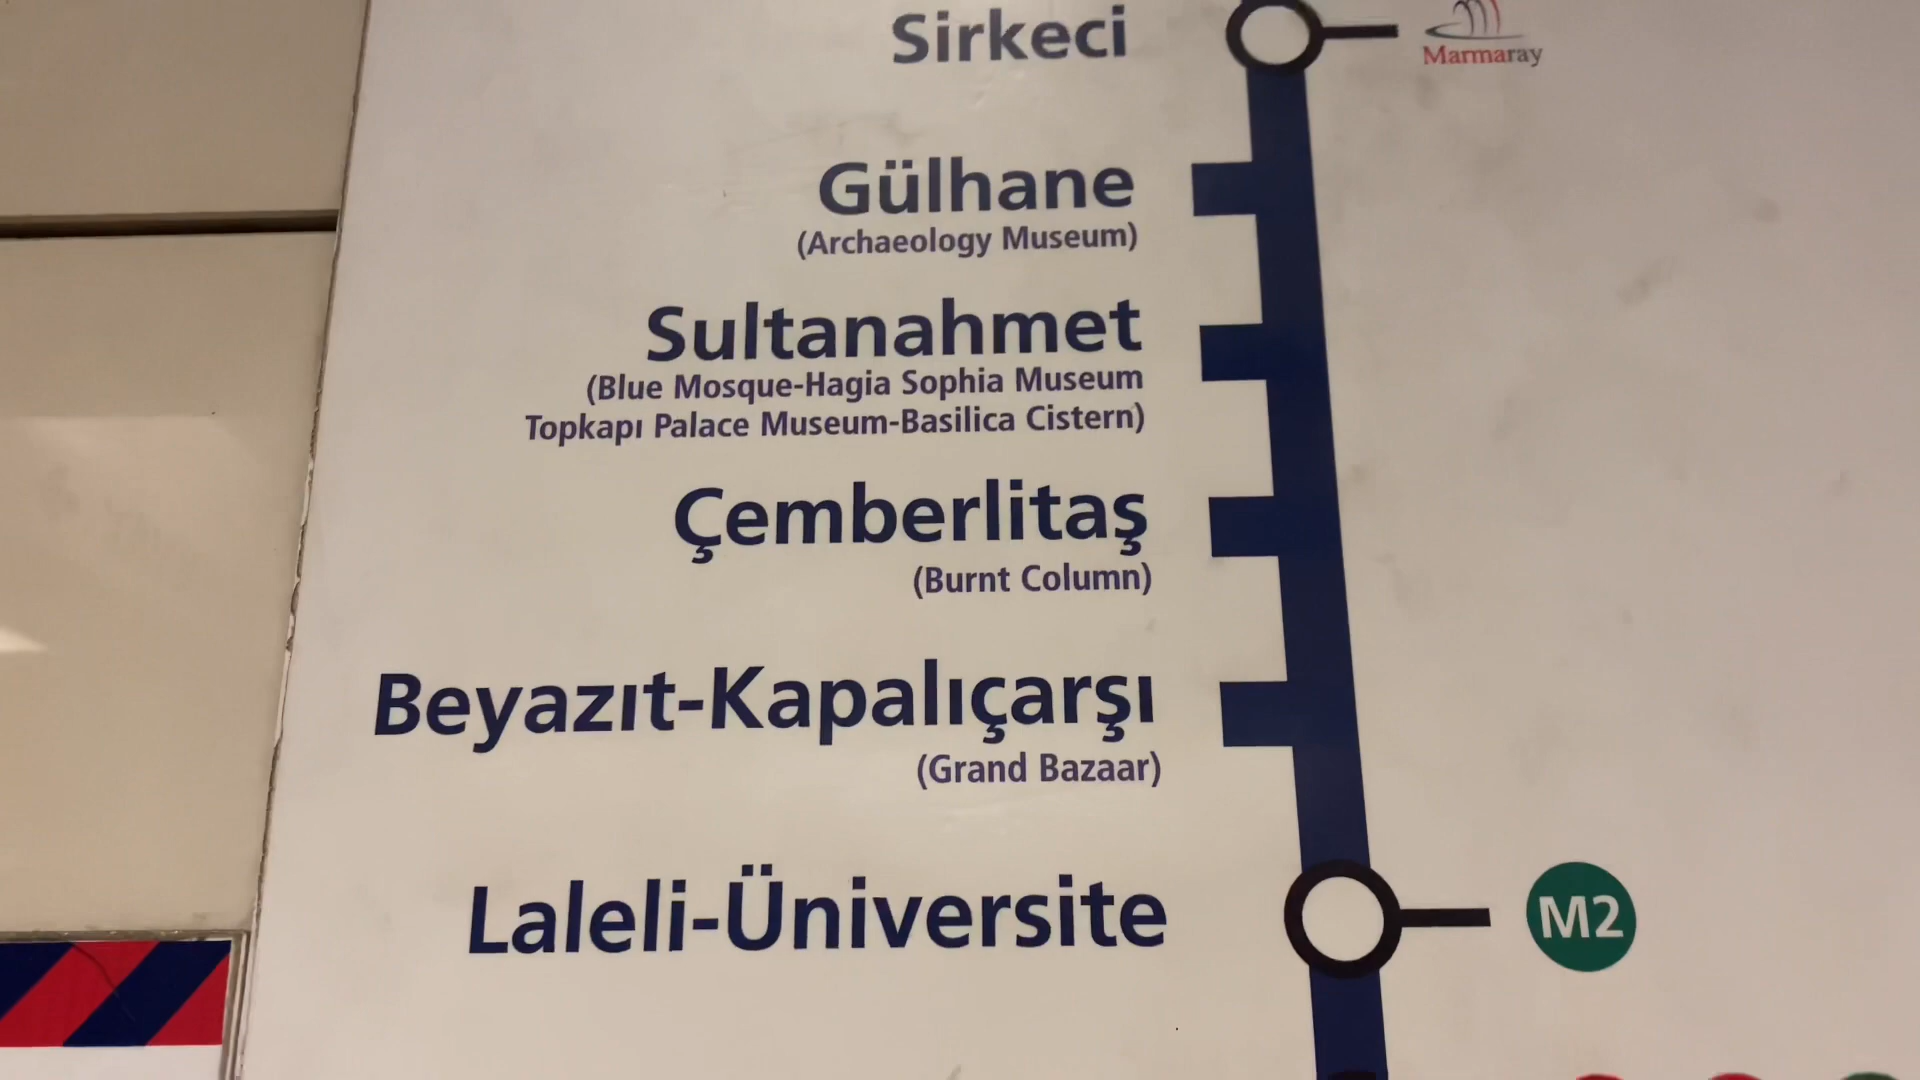 Sirkeci
Marmaray
Gülhane
(Archaeology Museum)
Sultanahmet
(Blue Mosque-Hagia Sophia Museum
Topkapı Palace Museum-Basilica Cistern)
Çemberlitaş
(Burnt Column)
Beyazıt-Kapalıçarşı
(Grand Bazaar)
Laleli-Üniversite
M2